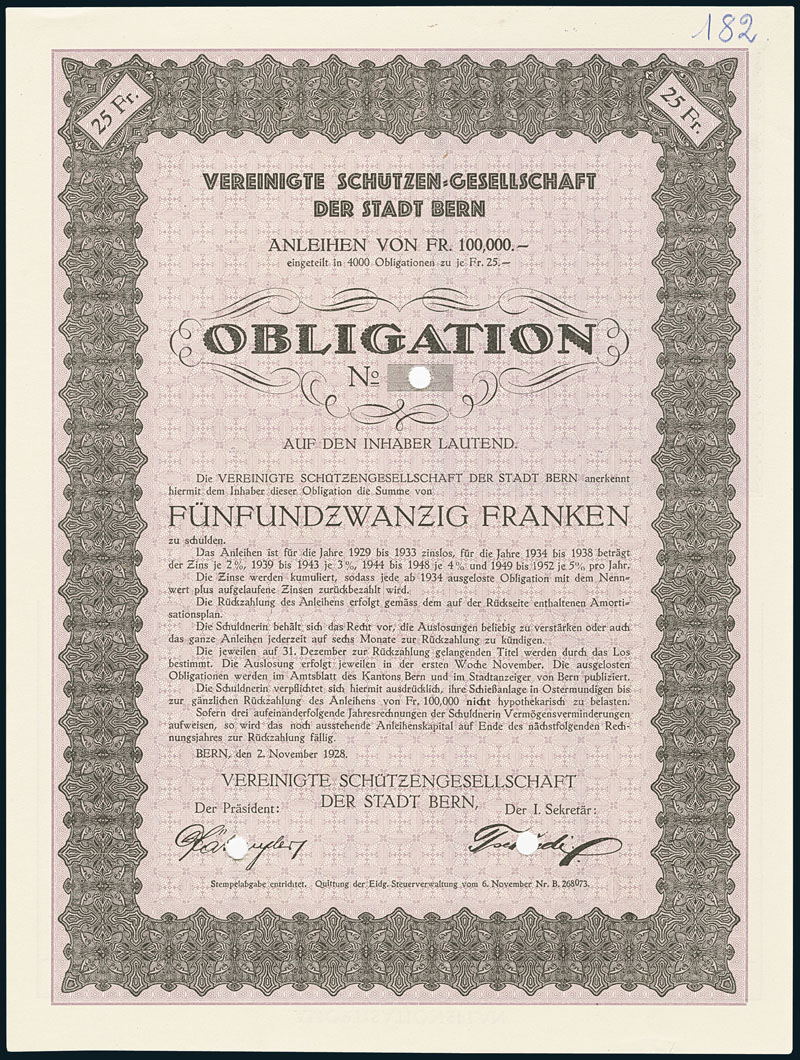 182
25 Fr.
25 Fr.
VEREINIGTE SCHÜTZEN=GESELLSCHAFT
DER STADT BERN
ANLEIHEN VON FR. 100,000.—
eingeteilt in 4000 Obligationen zu je Fr. 25.—
OBLIGATION
No
AUF DEN INHABER LAUTEND.
Die VEREINIGTE SCHÜTZENGESELLSCHAFT DER STADT BERN anerkennt
hiermit dem Inhaber dieser Obligation die Summe von
FÜNFUNDZWANZIG FRANKEN
zu schulden.
Das Anleihen ist für die Jahre 1929 bis 1933 zinslos, für die Jahre 1934 bis 1938 beträgt
der Zins je 2%, 1939 bis 1943 je 3%, 1944 bis 1948 je 4% und 1949 bis 1952 je 5% pro Jahr.
Die Zinse werden kumuliert, sodass jede ab 1934 ausgeloste Obligation mit dem Nenn=
wert plus aufgelaufene Zinsen zurückbezahlt wird.
Die Rückzahlung des Anleihens erfolgt gemäss dem auf der Rückseite enthaltenen Amorti=
sationsplan.
Die Schuldnerin behält sich das Recht vor, die Auslosungen beliebig zu verstärken oder auch
das ganze Anleihen jederzeit auf sechs Monate zur Rückzahlung zu kündigen.
Die jeweilen auf 31. Dezember zur Rückzahlung gelangenden Titel werden durch das Los
bestimmt. Die Auslosung erfolgt jeweilen in der ersten Woche November. Die ausgelosten
Obligationen werden im Amtsblatt des Kantons Bern und im Stadtanzeiger von Bern publiziert.
Die Schuldnerin verpflichtet sich hiermit ausdrücklich, ihre Schießanlage in Ostermundigen bis
zur gänzlichen Rückzahlung des Anleihens von Fr. 100,000 nicht hypothekarisch zu belasten.
Sofern drei aufeinanderfolgende Jahresrechnungen der Schuldnerin Vermögensverminderungen
aufweisen, so wird das noch ausstehende Anleihenskapital auf Ende des nächstfolgenden Rech=
nungsjahres zur Rückzahlung fällig.
BERN, den 2. November 1928.
VEREINIGTE SCHÜTZENGESELLSCHAFT
DER STADT BERN,
Der Präsident:
Der I. Sekretär:
Stempelabgabe entrichtet. Quittung der Eidg. Steuerverwaltung vom 6. November Nr. B. 268073.